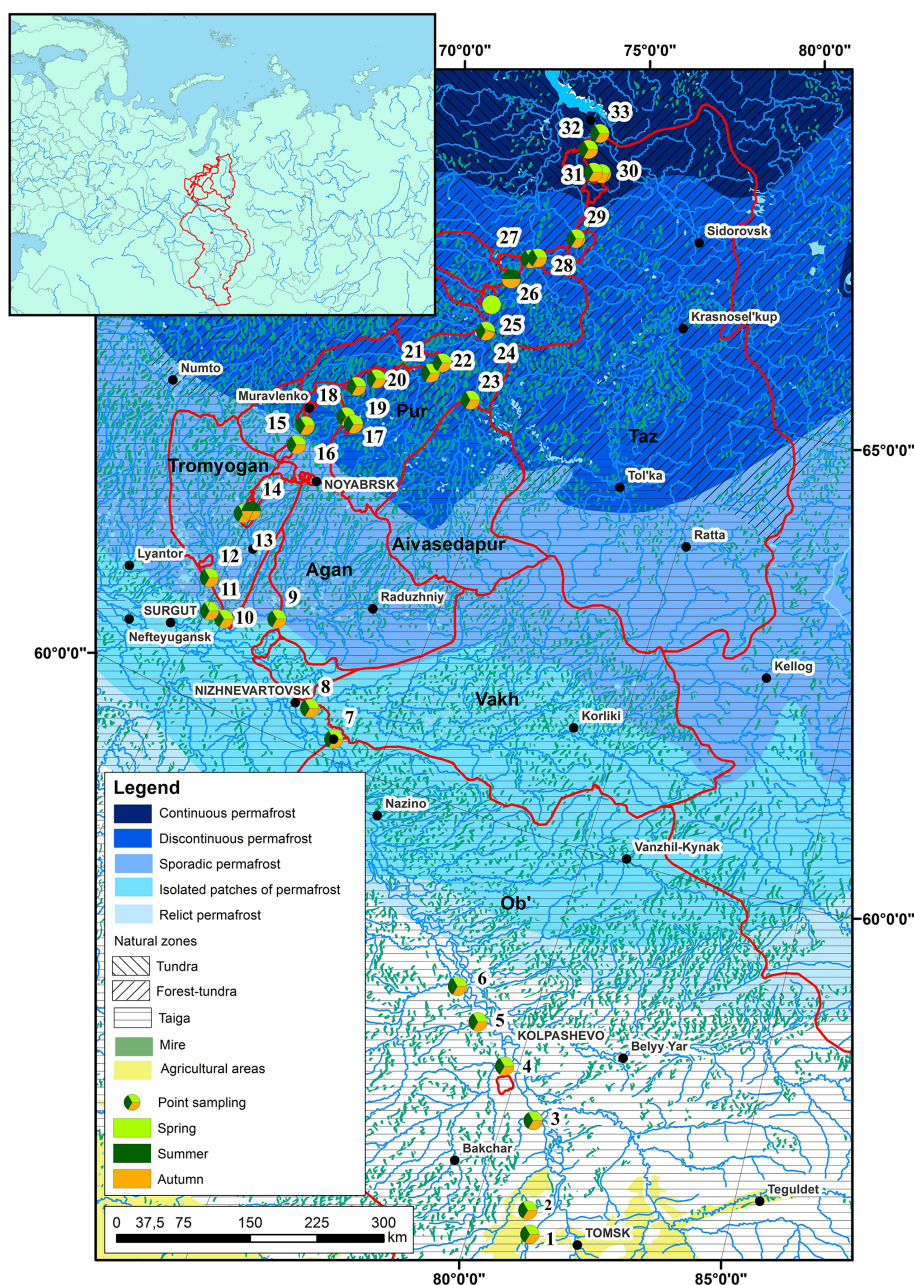 70°0'0" 75°0'0" 80°0'0"
33
32
31 30
29
Sidorovsk
27
28
26
Krasnosel'kup
25
24
21 22
Numto
20
23
Muravlenko 18
19
Pur
15
17
Taz
16
65°0'0"
Tromyogan
NOYABRSK
Tol'ka
14
13
Aivasedapur
Ratta
12
Lyantor
Agan
11
9
Raduzhniy
SURGUT
10
Nefteyugansk
60°0'0"
Kellog
8
NIZHNEVARTOVSK
Vakh
7
Korliki
Legend
Continuous permafrost
Discontinuous permafrost
Sporadic permafrost
Isolated patches of permafrost
Relict permafrost
Natural zones
Tundra
Forest-tundra
Taiga
Mire
Agricultural areas
Point sampling
Spring
Summer
Autumn
0 37,5 75 150 225 300
km
Nazino
Vanzhil-Kynak
Ob'
60°0'0"
6
5
KOLPASHEVO
Belyy Yar
4
3
Bakchar
Teguldet
2
1
TOMSK
80°0'0" 85°0'0"